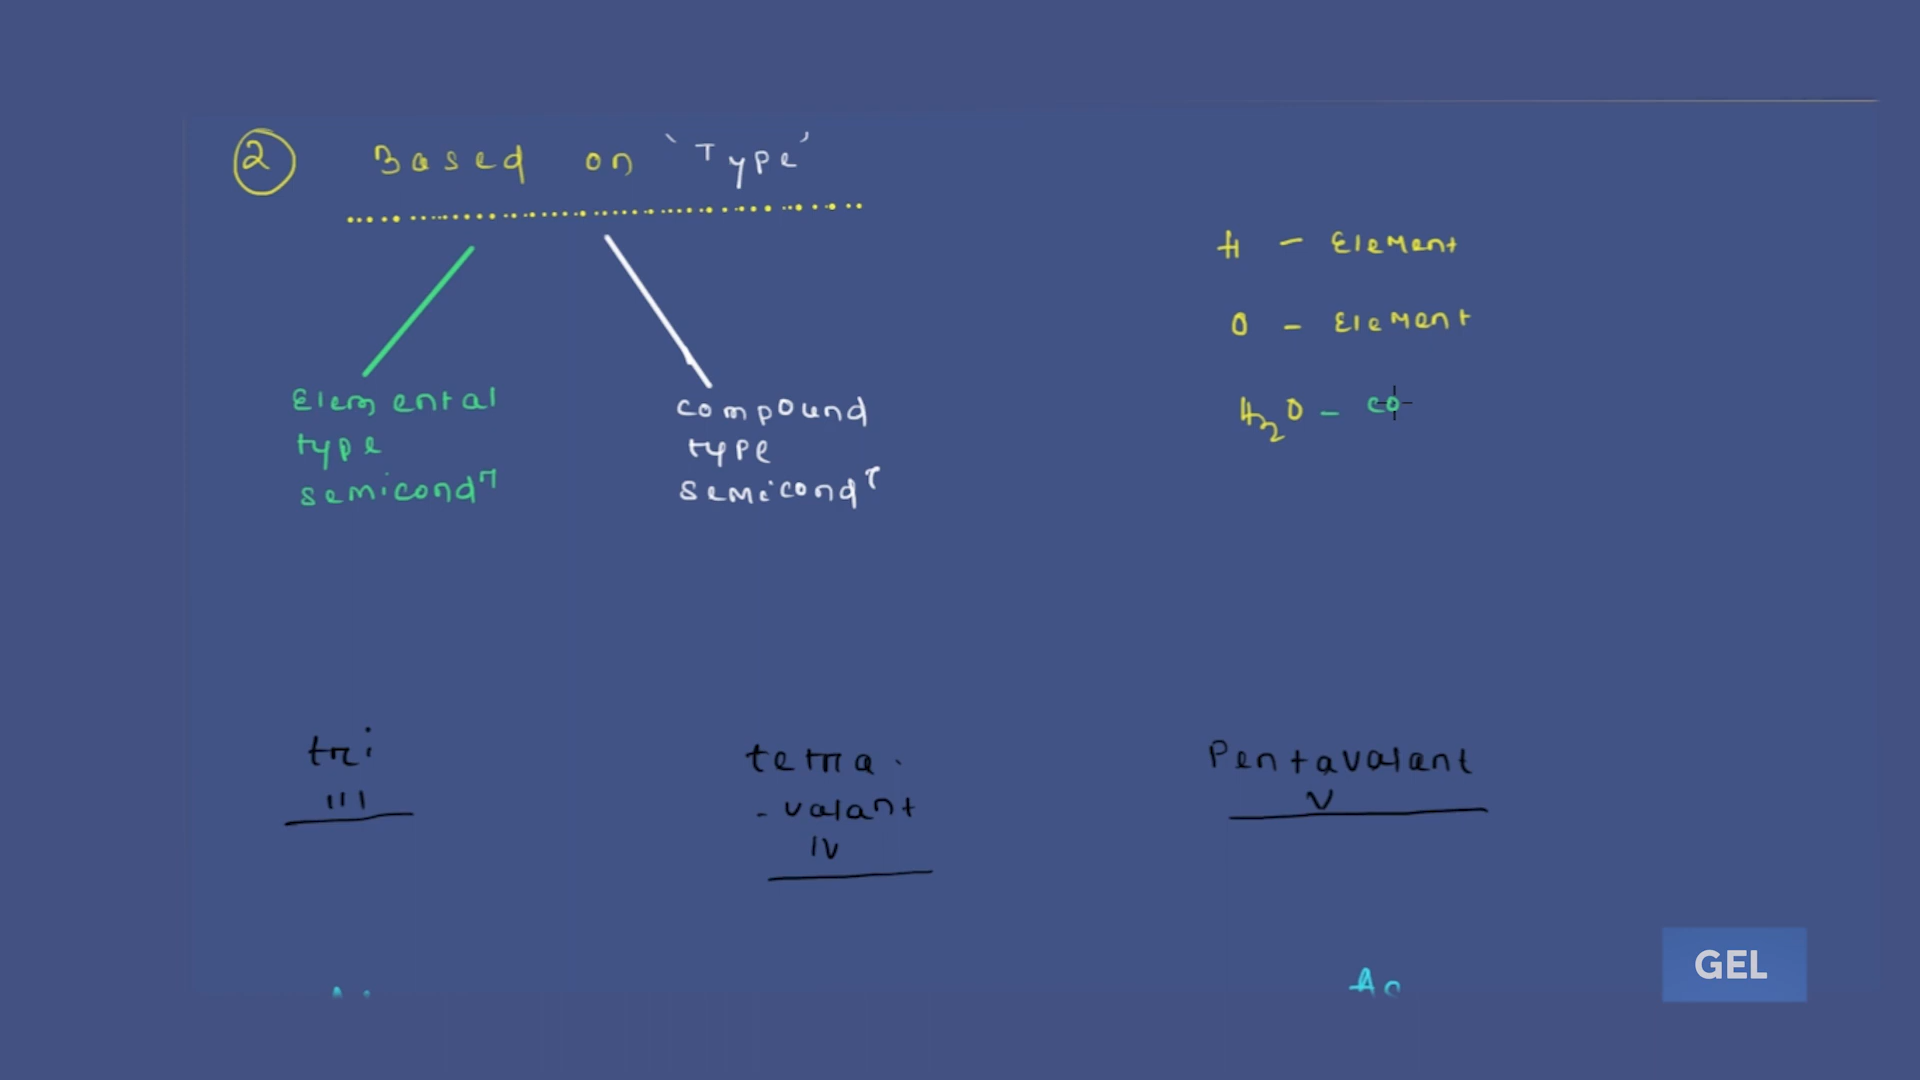 2 Based on 'Type'
Elemental
type
semicondr
compound
type
semicondr
H - Element
O - Element
H2O - co
tri
III
tetra
- valant
IV
Pentavalant
V
As
GEL